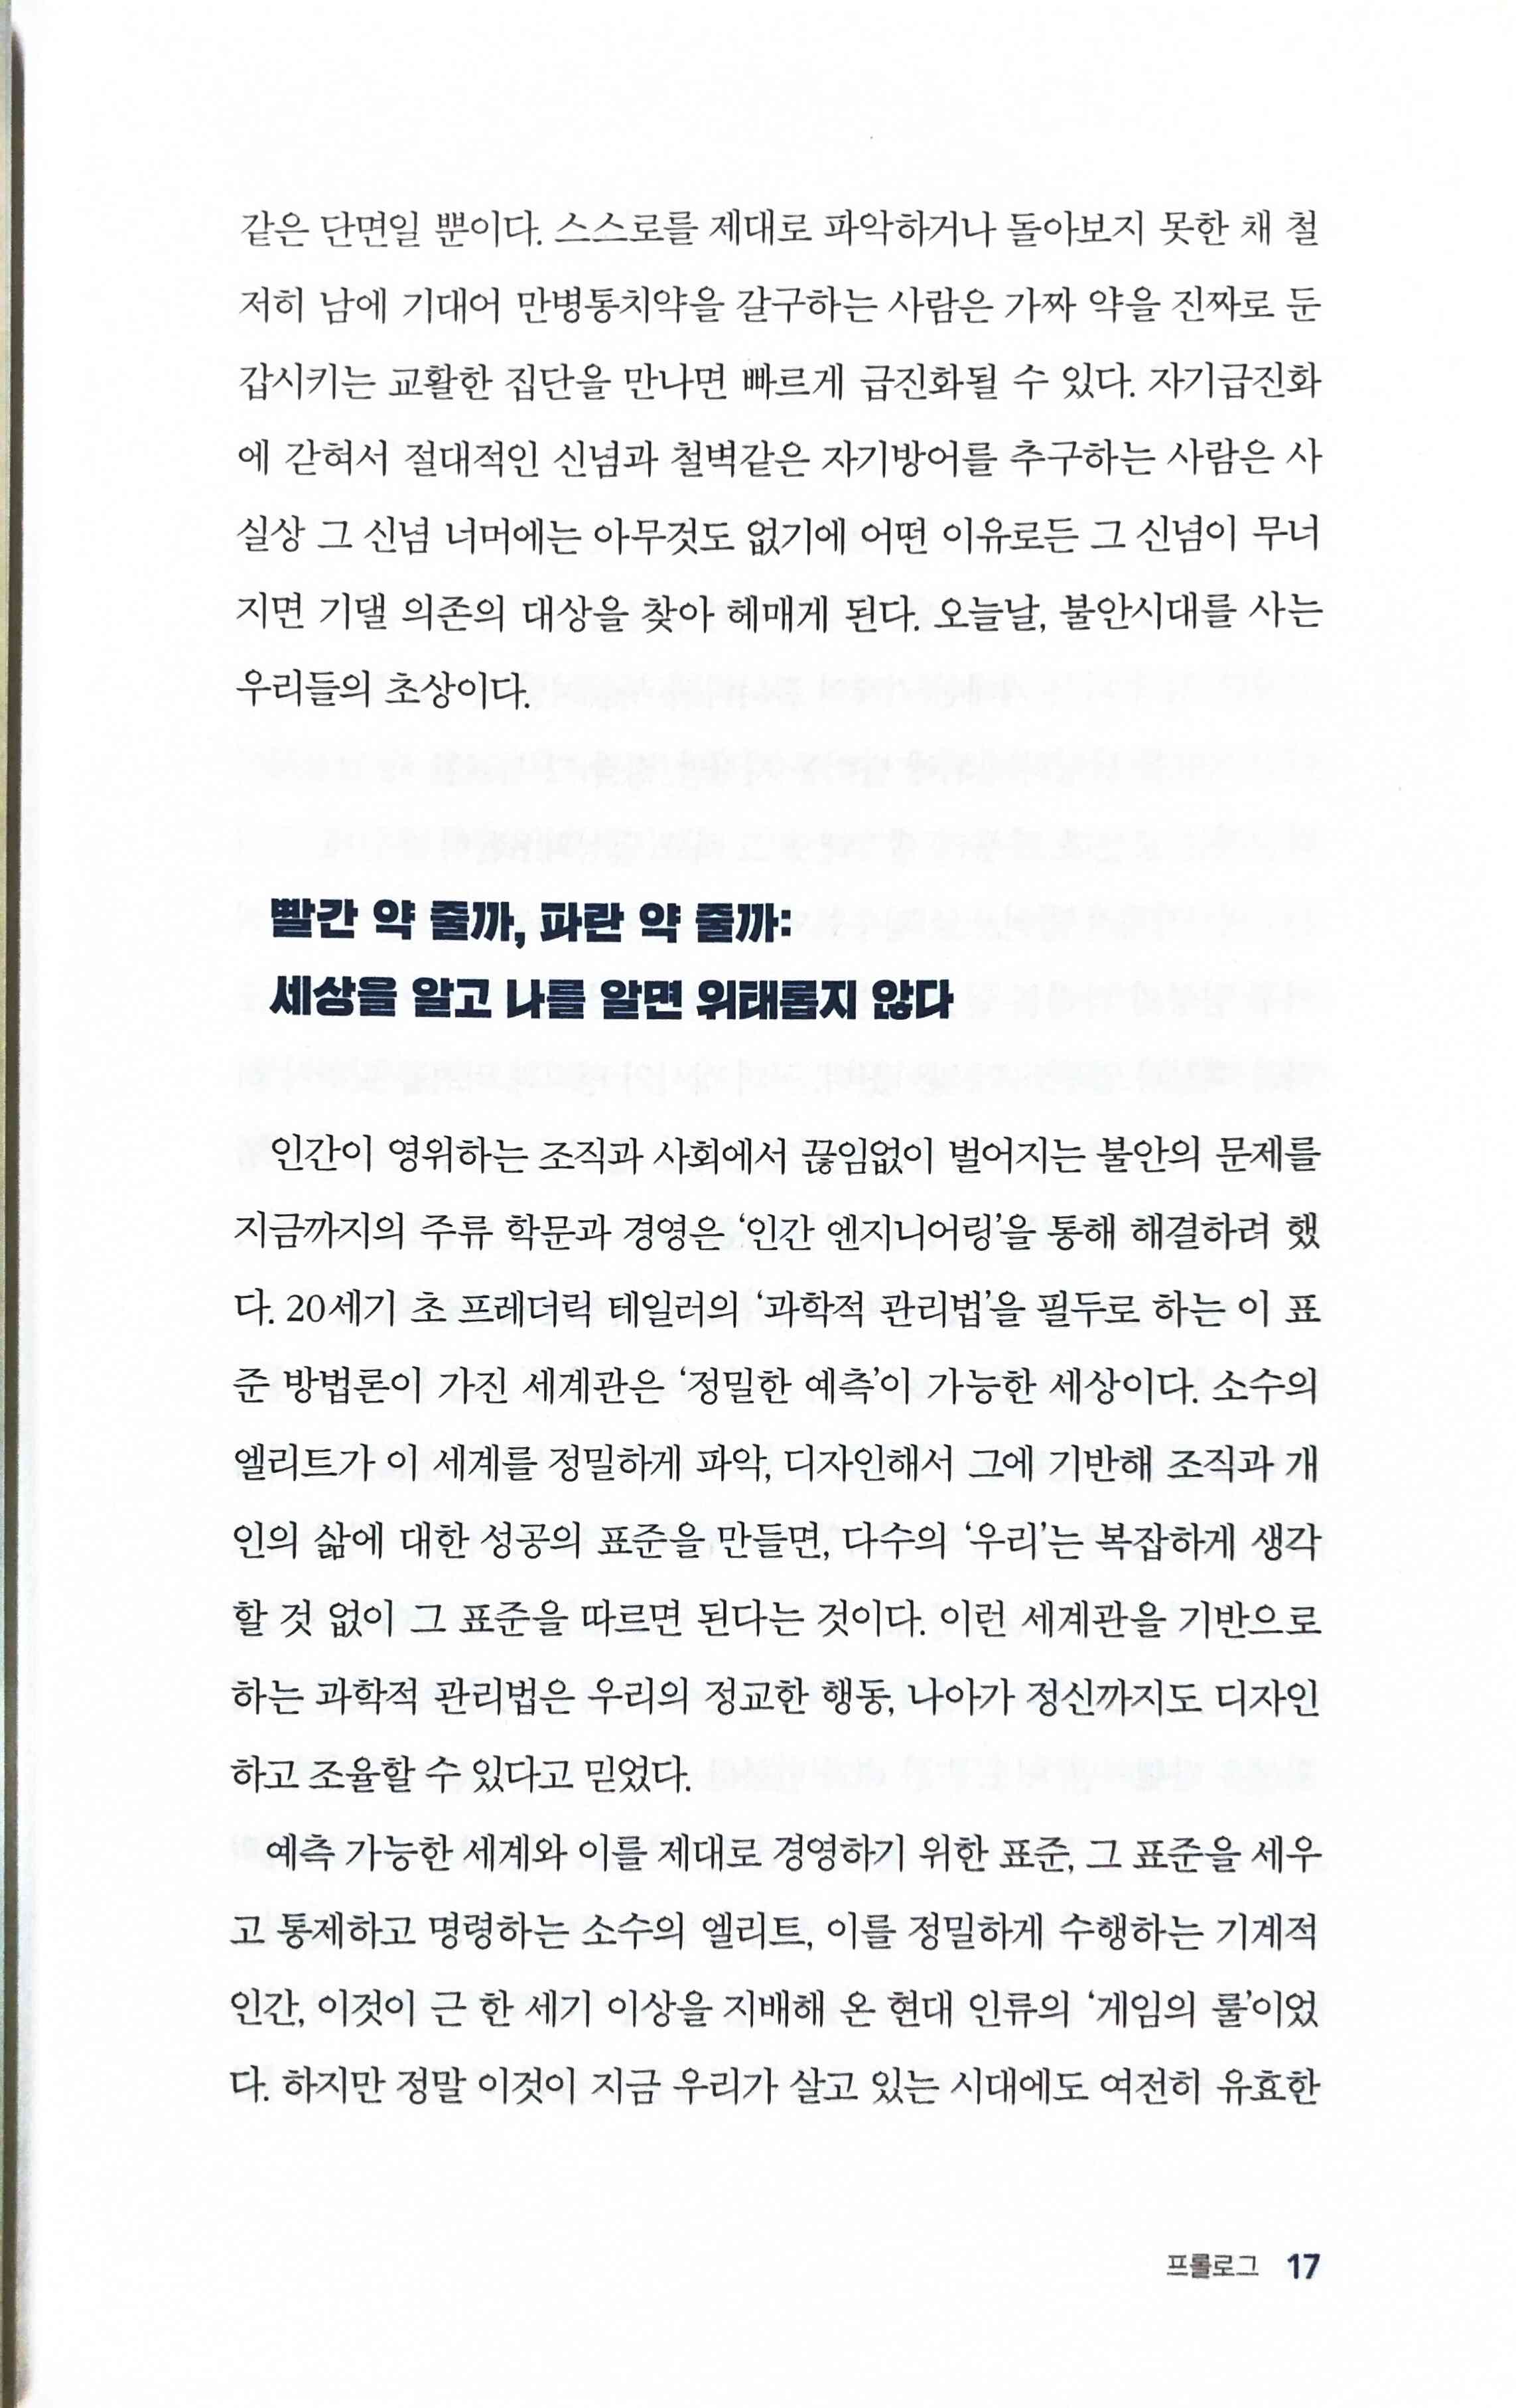 같은 단면일 뿐이다. 스스로를 제대로 파악하거나 돌아보지 못한 채 철
저히 남에 기대어 만병통치약을 갈구하는 사람은 가짜 약을 진짜로 둔
갑시키는 교활한 집단을 만나면 빠르게 급진화될 수 있다. 자기급진화
에 갇혀서 절대적인 신념과 철벽같은 자기방어를 추구하는 사람은 사
실상 그 신념 너머에는 아무것도 없기에 어떤 이유로든 그 신념이 무너
지면 기댈 의존의 대상을 찾아 헤매게 된다. 오늘날, 불안시대를 사는
우리들의 초상이다.
빨간 약 줄까, 파란 약 줄까:
세상을 알고 나를 알면 위태롭지 않다
인간이 영위하는 조직과 사회에서 끊임없이 벌어지는 불안의 문제를
지금까지의 주류 학문과 경영은 ‘인간 엔지니어링’을 통해 해결하려 했
다. 20세기 초 프레더릭 테일러의 ‘과학적 관리법’을 필두로 하는 이 표
준 방법론이 가진 세계관은 ‘정밀한 예측’이 가능한 세상이다. 소수의
엘리트가 이 세계를 정밀하게 파악, 디자인해서 그에 기반해 조직과 개
인의 삶에 대한 성공의 표준을 만들면, 다수의 ‘우리’는 복잡하게 생각
할 것 없이 그 표준을 따르면 된다는 것이다. 이런 세계관을 기반으로
하는 과학적 관리법은 우리의 정교한 행동, 나아가 정신까지도 디자인
하고 조율할 수 있다고 믿었다.
예측 가능한 세계와 이를 제대로 경영하기 위한 표준, 그 표준을 세우
고 통제하고 명령하는 소수의 엘리트, 이를 정밀하게 수행하는 기계적
인간, 이것이 근 한 세기 이상을 지배해 온 현대 인류의 ‘게임의 룰’이었
다. 하지만 정말 이것이 지금 우리가 살고 있는 시대에도 여전히 유효한
프롤로그 17